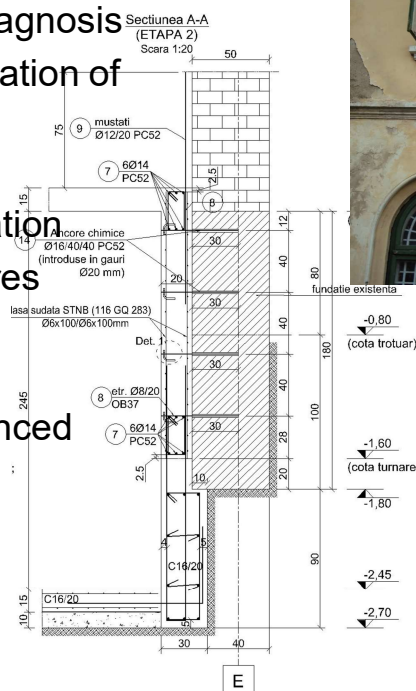 agnosis
ation of
ation
res
nced
Sectiunea A-A
(ETAPA 2)
Scara 1:20
50
75
9 mustati
Ø12/20 PC52
7 6Ø14
PC52
2.5
8
15
12
14 Ancore chimice
Ø16/40/40 PC52
(introduse in gauri
Ø20 mm)
30
20
40
80
30
fundatie existenta
lasa sudata STNB (116 GQ 283)
Ø6x100/Ø6x100mm
40
-0,80
(cota trotuar)
180
Det. 1
30
245
40
100
8 etr. Ø8/20
OB37
7 6Ø14
PC52
30
28
-1,60
(cota turnare
2.5
10
20
-1,80
;
4
5
C16/20
90
-2,45
C16/20
15
10
5
-2,70
30
40
E